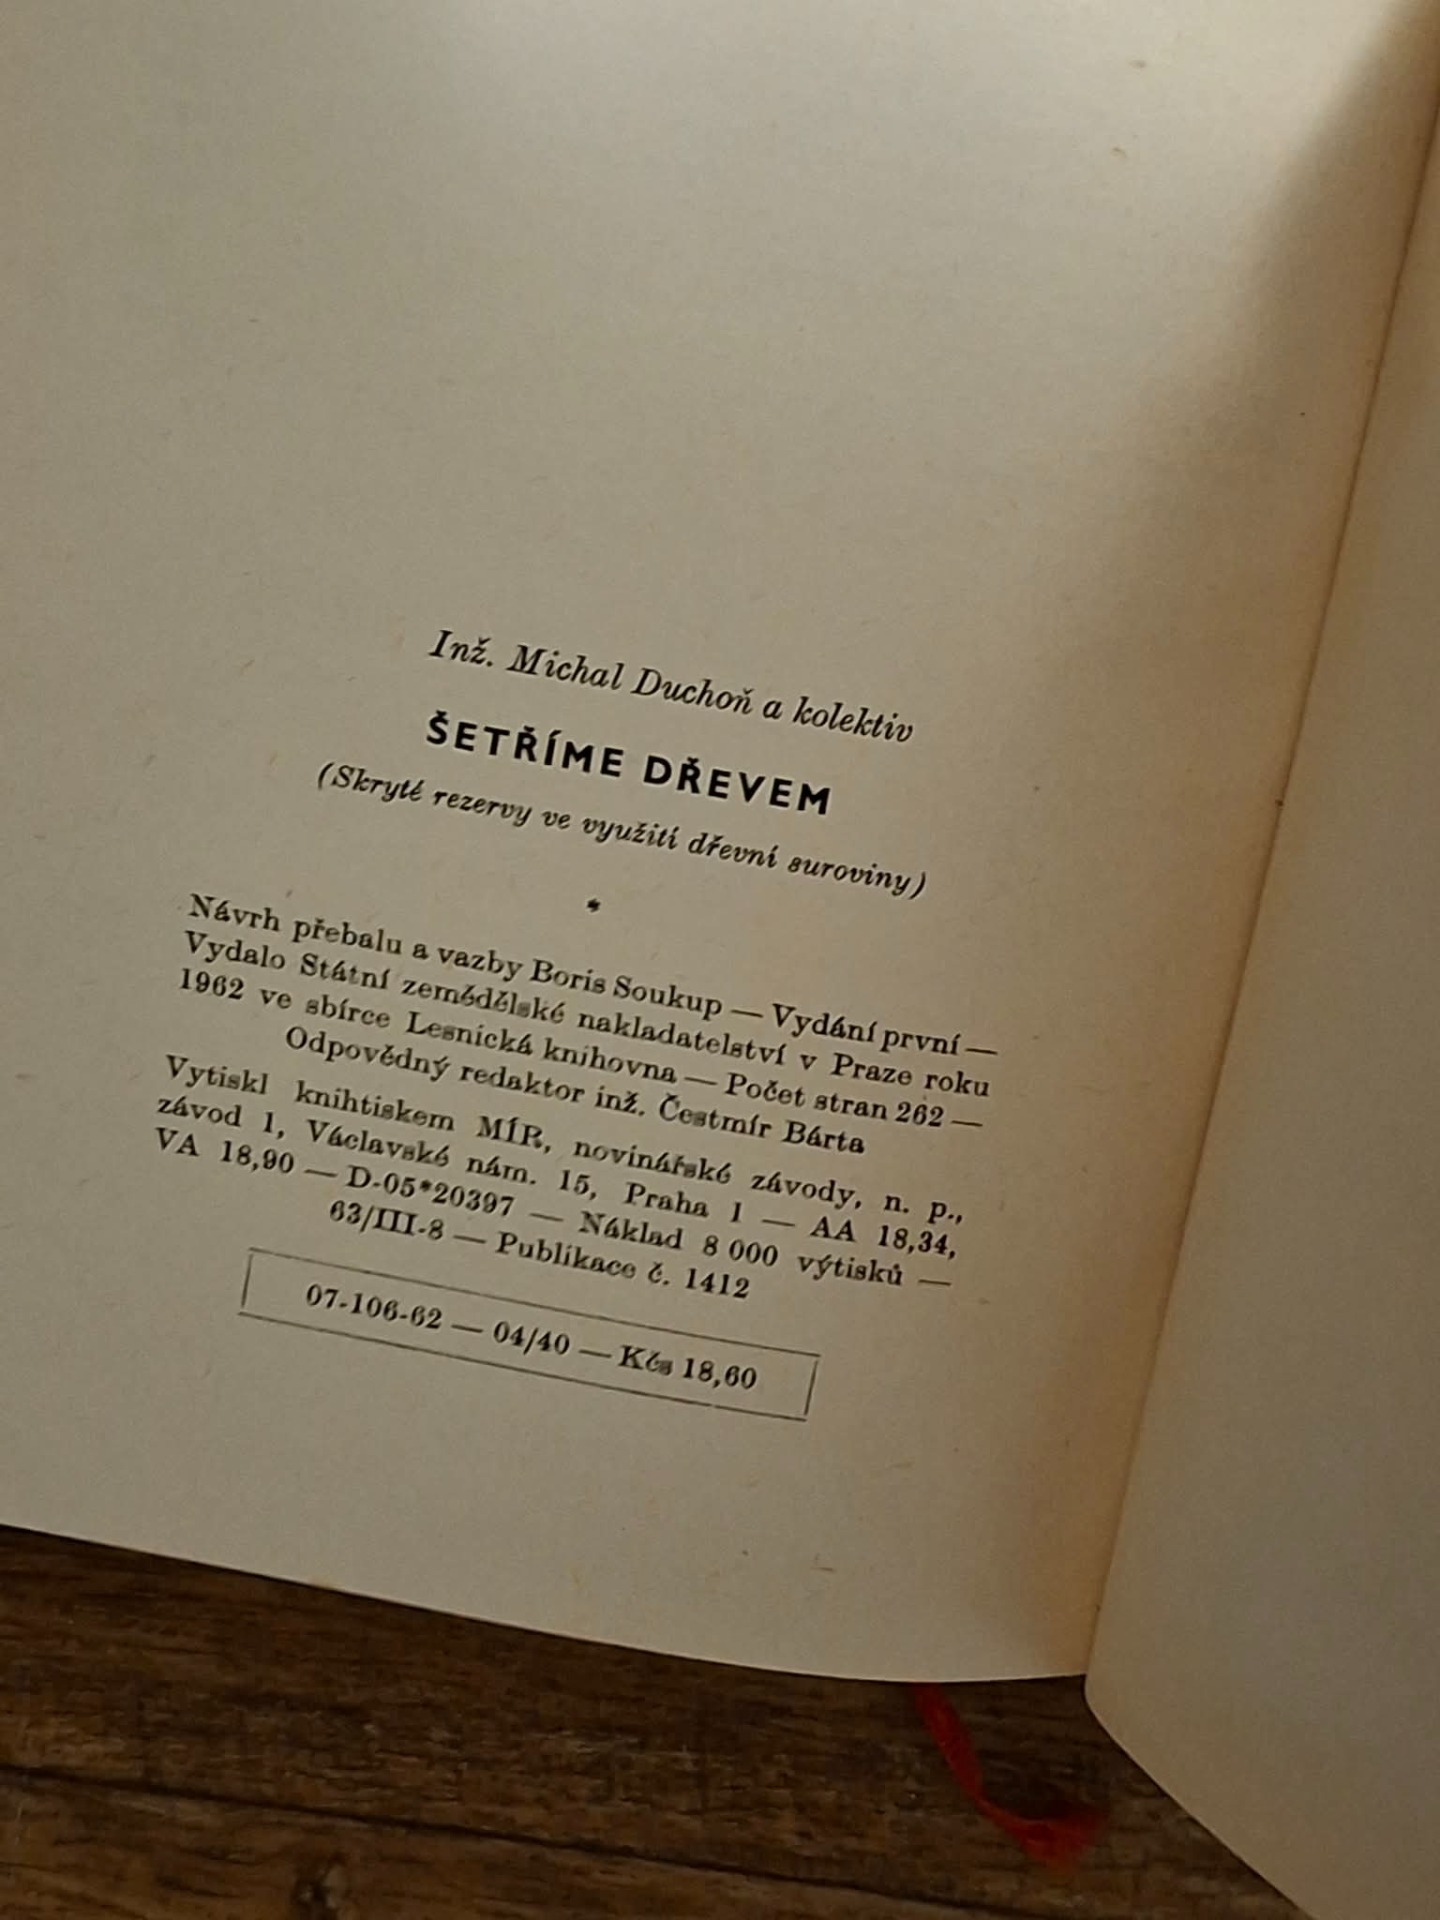 Inž. Michal Duchoň a kolektiv
ŠETŘÍME DŘEVEM
(Skryté rezervy ve využití dřevní suroviny)
*
Návrh přebalu a vazby Boris Soukup — Vydání první —
Vydalo Státní zemědělské nakladatelství v Praze roku
1962 ve sbírce Lesnická knihovna — Počet stran 262 —
Odpovědný redaktor inž. Čestmír Bárta
Vytiskl knihtiskem MÍR, novinářské závody, n. p.,
závod 1, Václavské nám. 15, Praha 1 — AA 18,34,
VA 18,90 — D-05*20397 — Náklad 8 000 výtisků —
63/III-8 — Publikace č. 1412
07-106-62 — 04/40 — Kčs 18,60